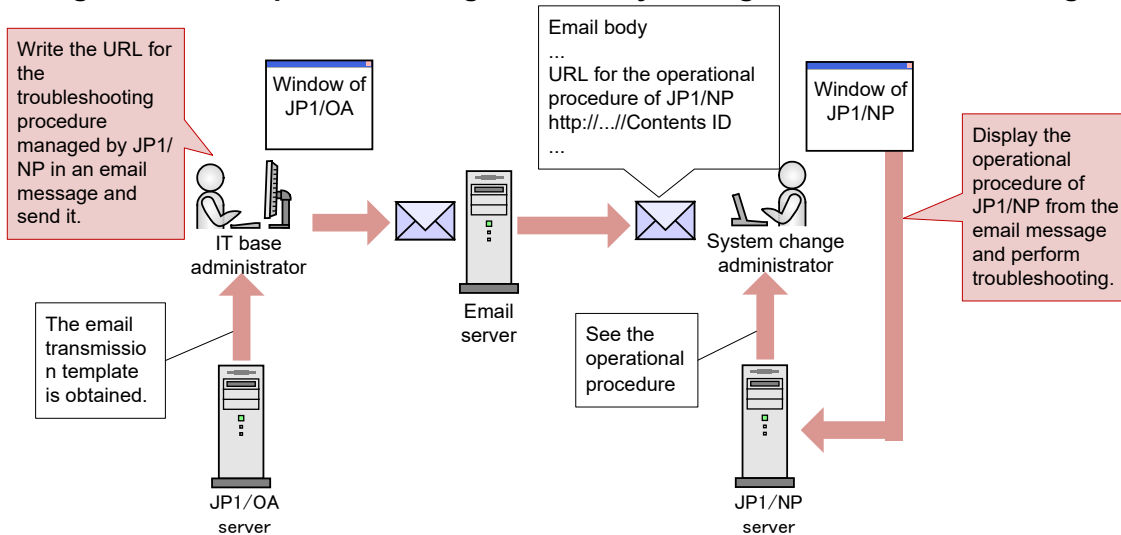 Write the URL for
the
troubleshooting
procedure
managed by JP1/
NP in an email
message and
send it.
Window of
JP1/OA
Email body
...
URL for the operational
procedure of JP1/NP
http://...//Contents ID
...
Window of
JP1/NP
Display the
operational
procedure of
JP1/NP from the
email message
and perform
troubleshooting.
IT base
administrator
System change
administrator
Email
server
The email
transmissio
n template
is obtained.
See the
operational
procedure
JP1/OA
server
JP1/NP
server